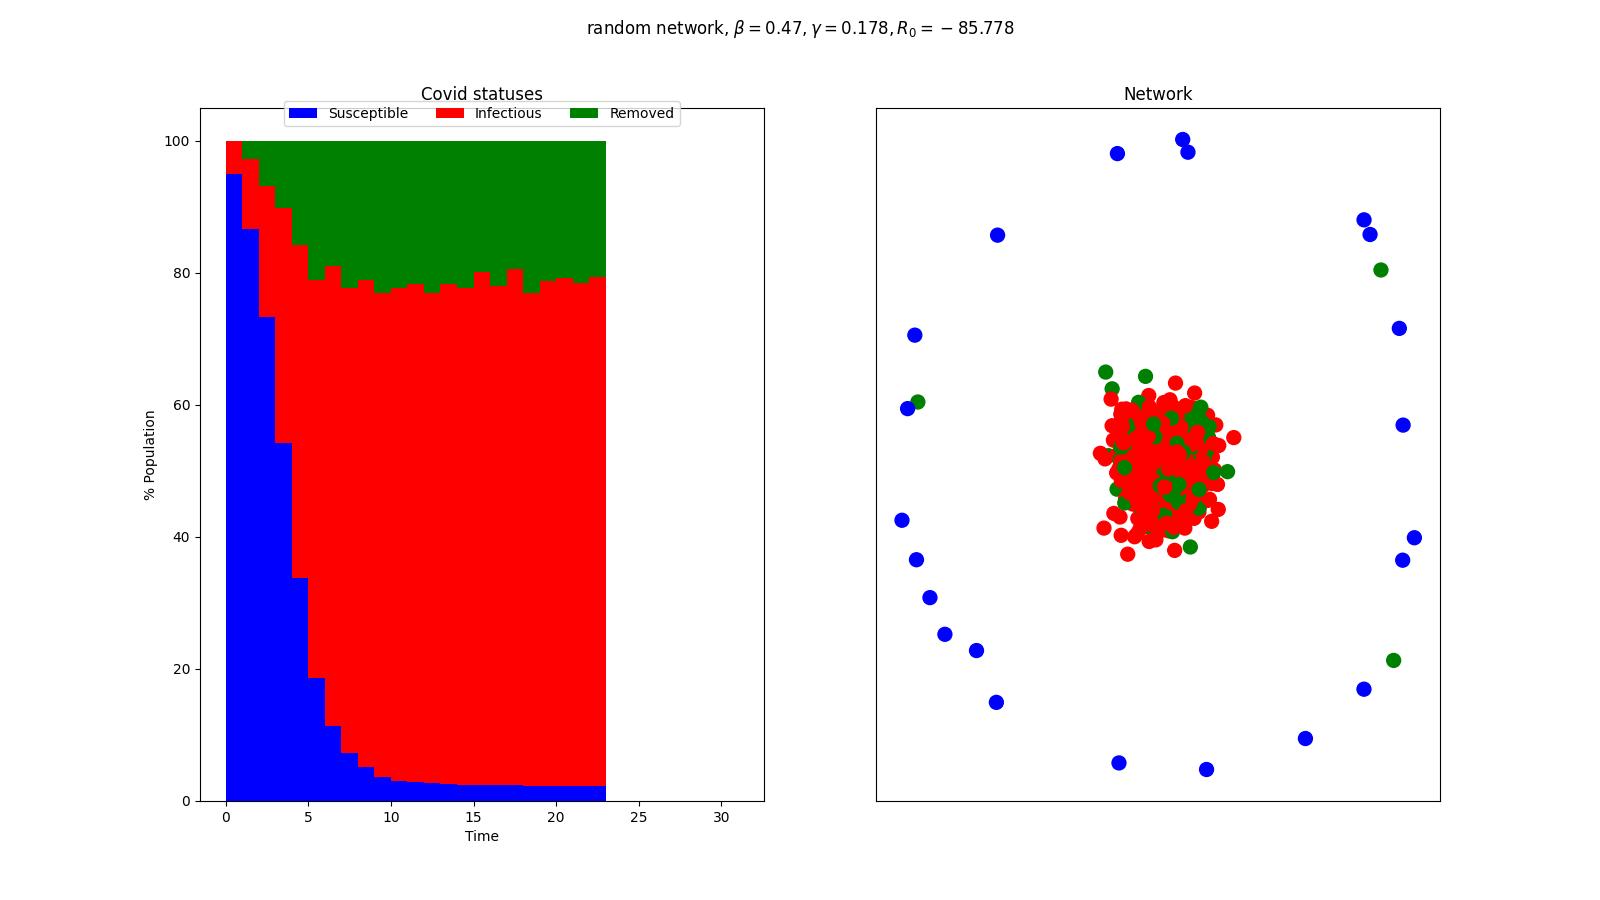 random network, β = 0.47, γ = 0.178, R₀ = − 85.778
Covid statuses
Susceptible Infectious Removed
100
80
60
40
20
0
% Population
0 5 10 15 20 25 30
Time
Network